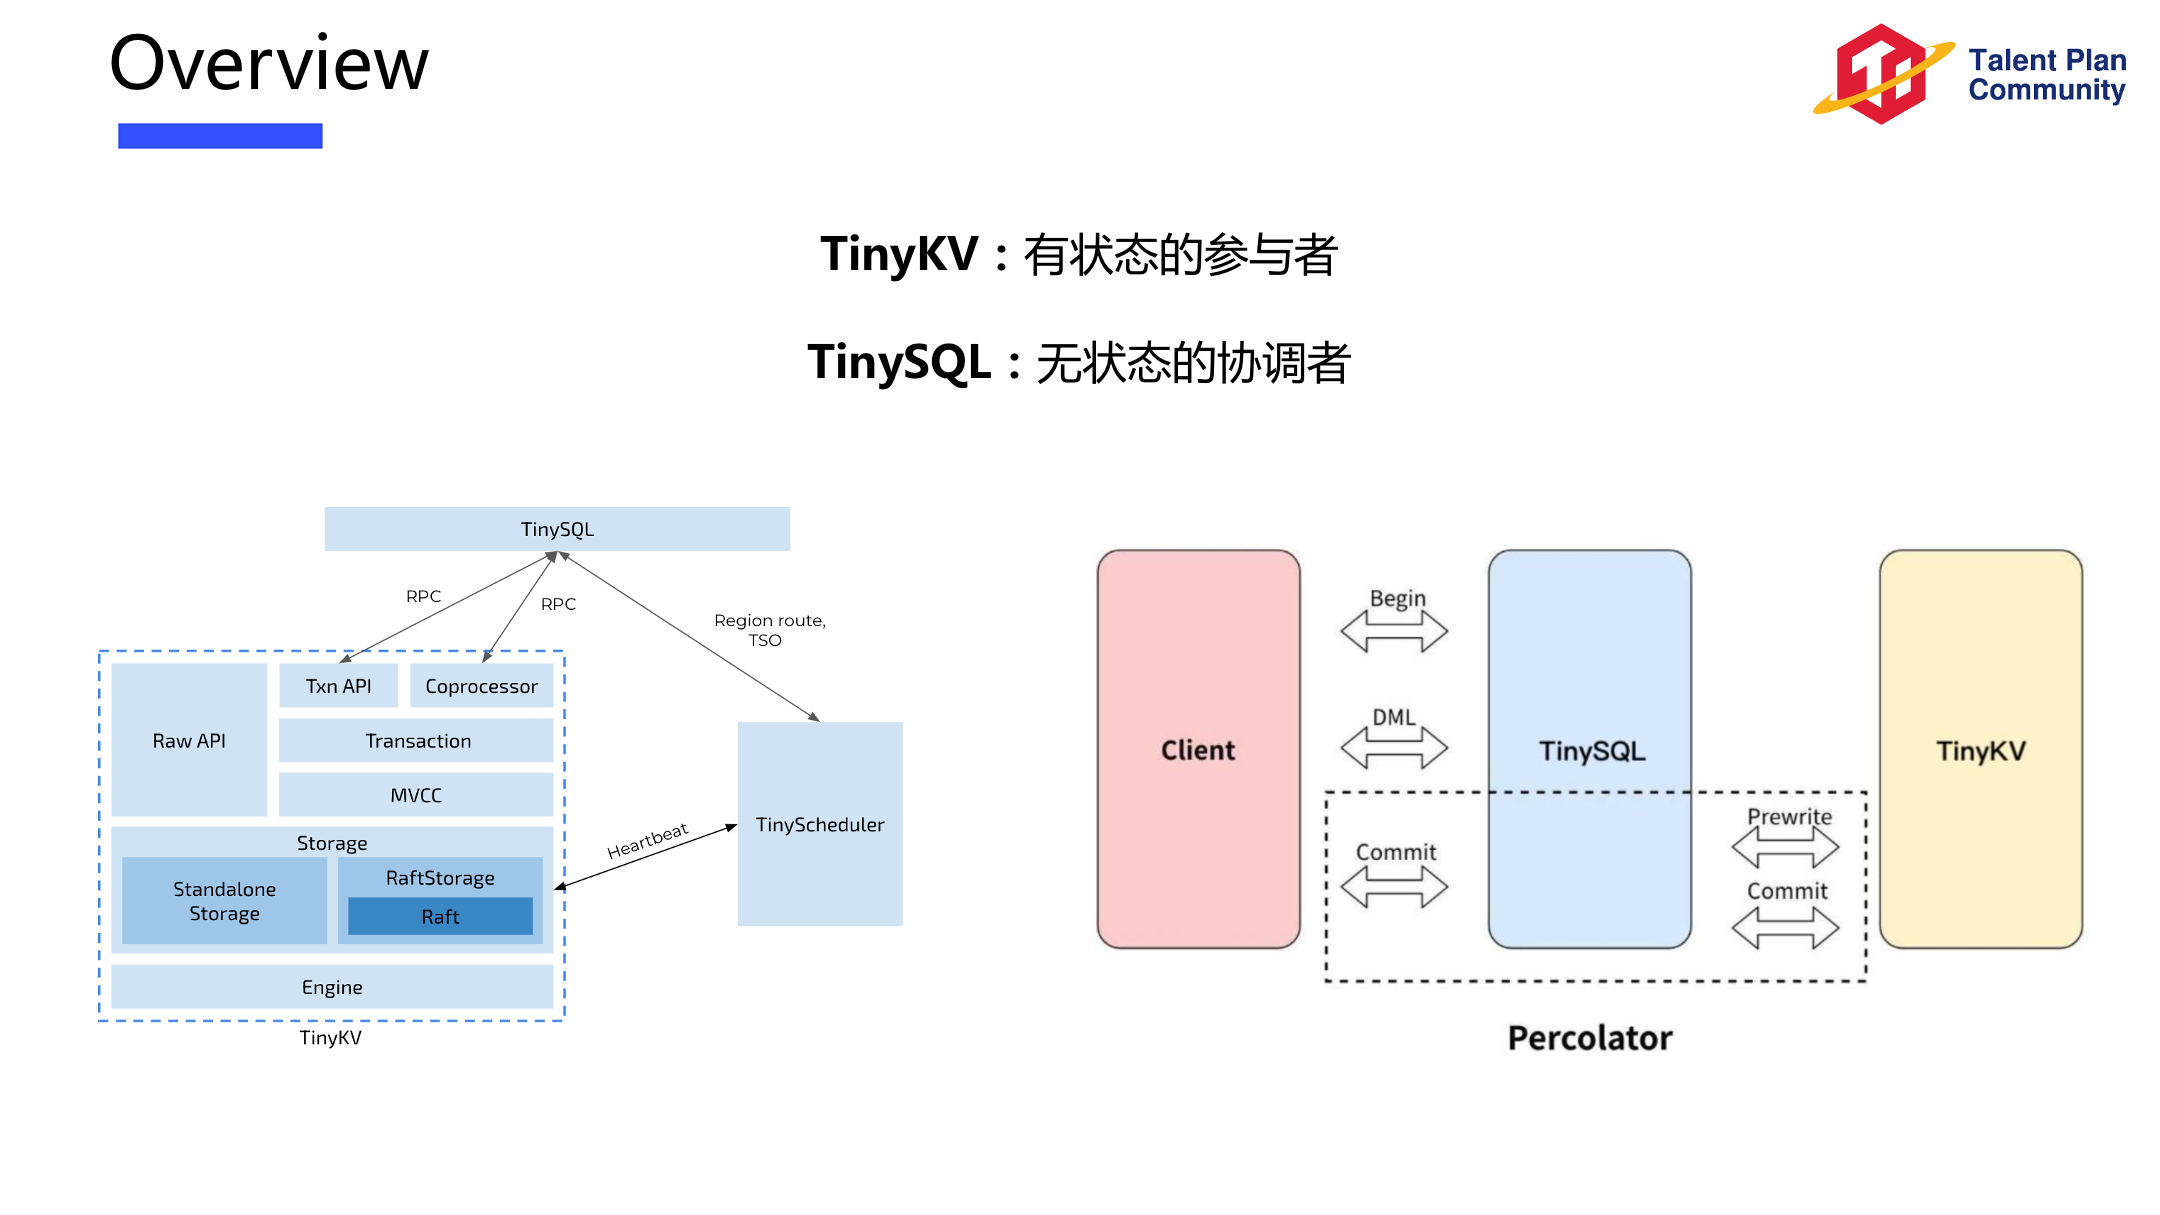 Overview
Talent Plan
Community
TinyKV：有状态的参与者
TinySQL：无状态的协调者
TinySQL
RPC
RPC
Region route,
TSO
Raw API
Txn API
Coprocessor
Transaction
MVCC
Storage
Standalone
Storage
RaftStorage
Raft
Engine
TinyKV
Heartbeat
TinyScheduler
Client
Begin
DML
Commit
TinySQL
Prewrite
Commit
TinyKV
Percolator